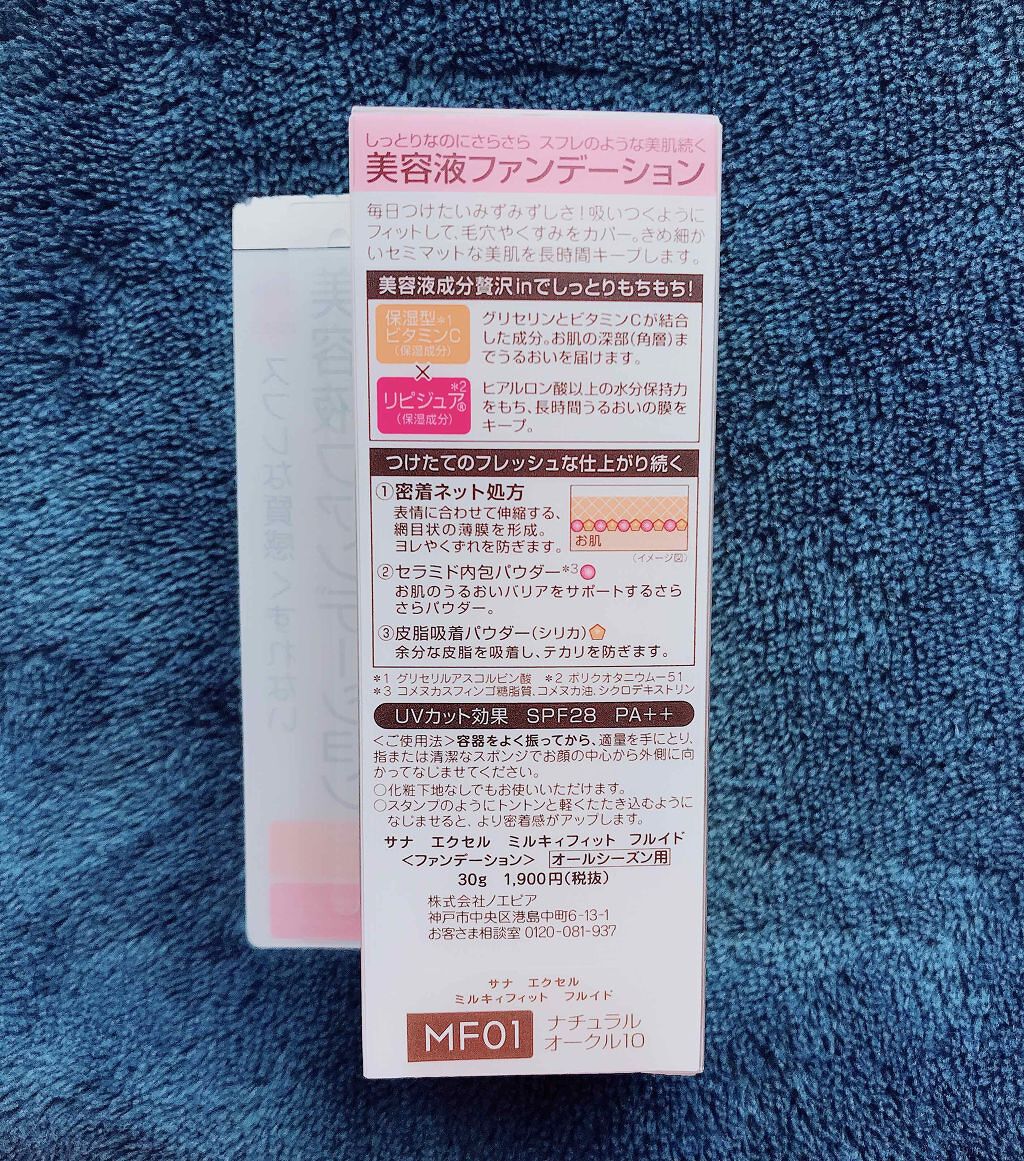 しっとりなのにさらさら スフレのような美肌続く
美容液ファンデーション
毎日つけたいみずみずしさ!吸いつくように
フィットして、毛穴やくすみをカバー。きめ細か
いセミマットな美肌を長時間キープします。
美容液成分贅沢inでしっとりもちもち!
保湿型*1
ビタミンC
(保湿成分)
グリセリンとビタミンCが結合
した成分。お肌の深部(角層)ま
でうるおいを届けます。
×
リピジュア®*2
(保湿成分)
ヒアルロン酸以上の水分保持力
をもち、長時間うるおいの膜を
キープ。
つけたてのフレッシュな仕上がり続く
①密着ネット処方
表情に合わせて伸縮する、
網目状の薄膜を形成。
ヨレやくずれを防ぎます。
お肌
(イメージ図)
②セラミド内包パウダー*3
お肌のうるおいバリアをサポートするさら
さらパウダー。
③皮脂吸着パウダー(シリカ)
余分な皮脂を吸着し、テカリを防ぎます。
*1 グリセリルアスコルビン酸 *2 ポリクオタニウム-51
*3 コメヌカスフィンゴ糖脂質、コメヌカ油、シクロデキストリン
UVカット効果 SPF28 PA++
<ご使用法>容器をよく振ってから、適量を手にとり、
指または清潔なスポンジでお顔の中心から外側に向
かってなじませてください。
○化粧下地なしでもお使いいただけます。
○スタンプのようにトントンと軽くたたき込むように
なじませると、より密着感がアップします。
サナ エクセル ミルキィフィット フルイド
<ファンデーション> オールシーズン用
30g 1,900円(税抜)
株式会社ノエビア
神戸市中央区港島中町6-13-1
お客さま相談室 0120-081-937
サナ エクセル
ミルキィフィット フルイド
MF01
ナチュラル
オークル10
スフレな質感くずれない